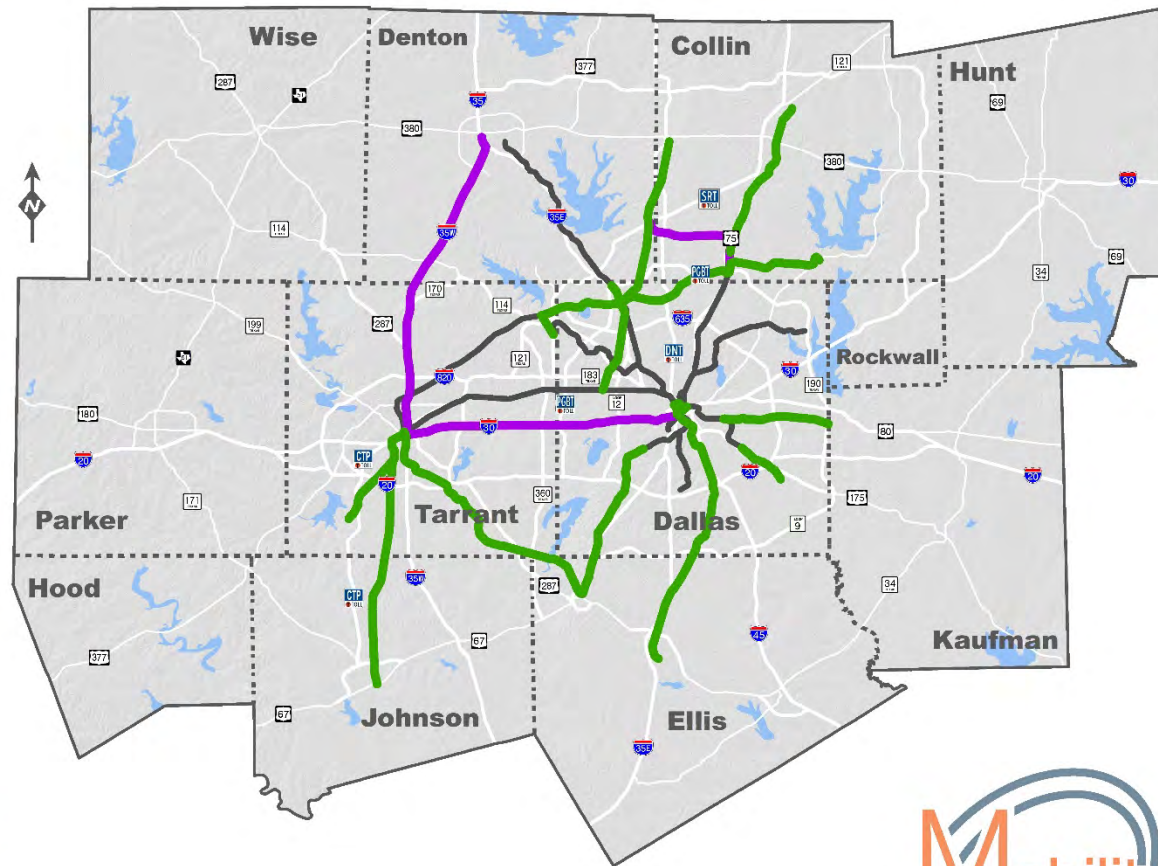 Wise
Denton
Collin
Hunt
287
35
377
121
69
380
380
30
SRT
TOLL
35E
35W
75
114
34
69
PGBT
TOLL
170
114
635
199
287
DNT
TOLL
Rockwall
121
820
183
30
190
PGBT
TOLL
LOOP
12
180
30
80
20
CTP
TOLL
20
20
20
171
360
175
Parker
Tarrant
Dallas
LOOP
9
Hood
35W
287
34
CTP
TOLL
67
45
Kaufman
377
67
Johnson
Ellis
35E